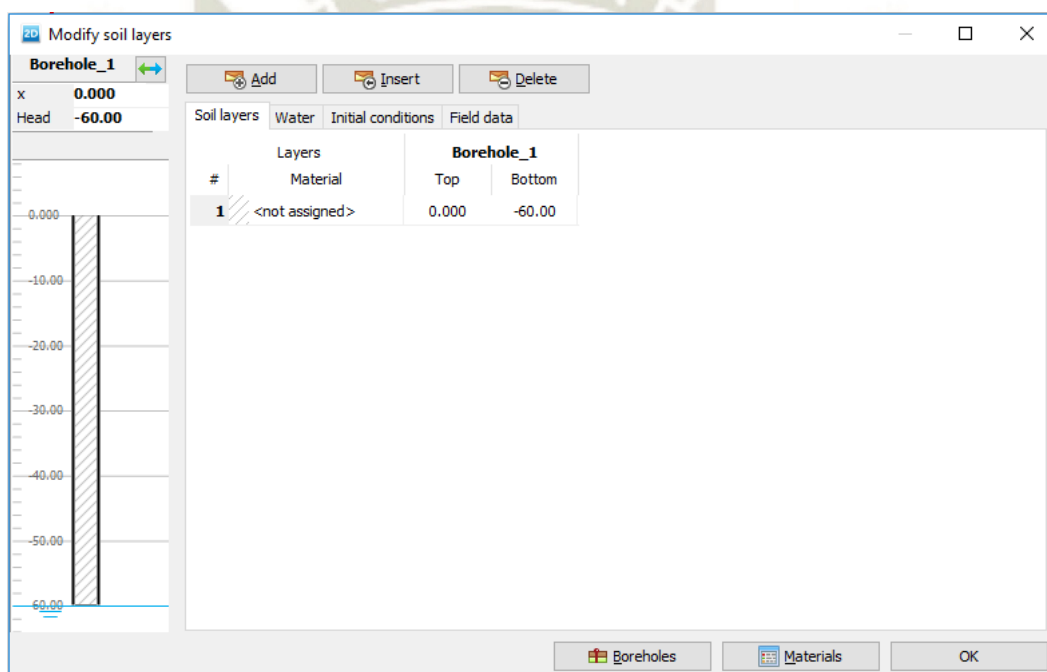 2D Modify soil layers
Borehole_1
x 0.000
Head -60.00
Add Insert Delete
Soil layers Water Initial conditions Field data
Layers Borehole_1
# Material Top Bottom
1 <not assigned> 0.000 -60.00
0.000
-10.00
-20.00
-30.00
-40.00
-50.00
-60.00
Boreholes Materials OK